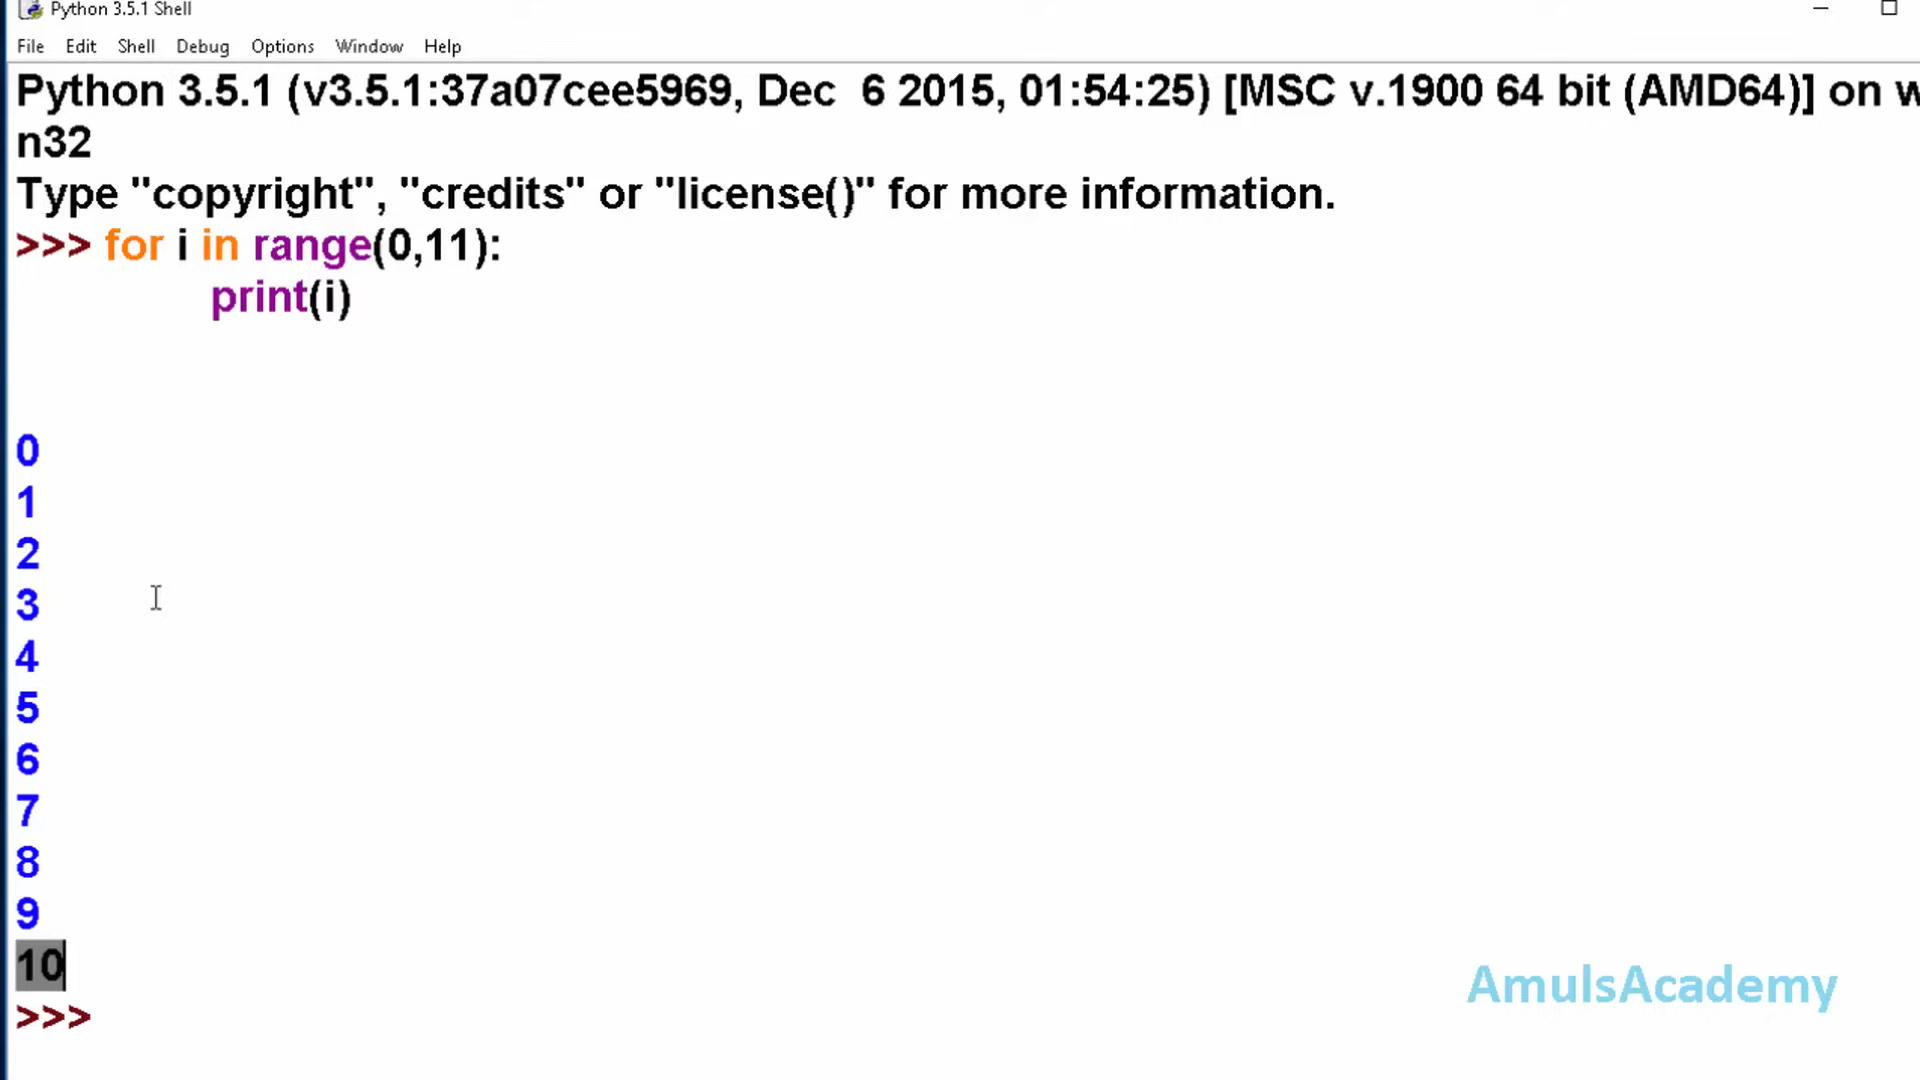 Python 3.5.1 Shell
File Edit Shell Debug Options Window Help
Python 3.5.1 (v3.5.1:37a07cee5969, Dec  6 2015, 01:54:25) [MSC v.1900 64 bit (AMD64)] on w
n32
Type "copyright", "credits" or "license()" for more information.
>>> for i in range(0,11):
print(i)
0
1
2
3
4
5
6
7
8
9
10
>>>
AmulsAcademy